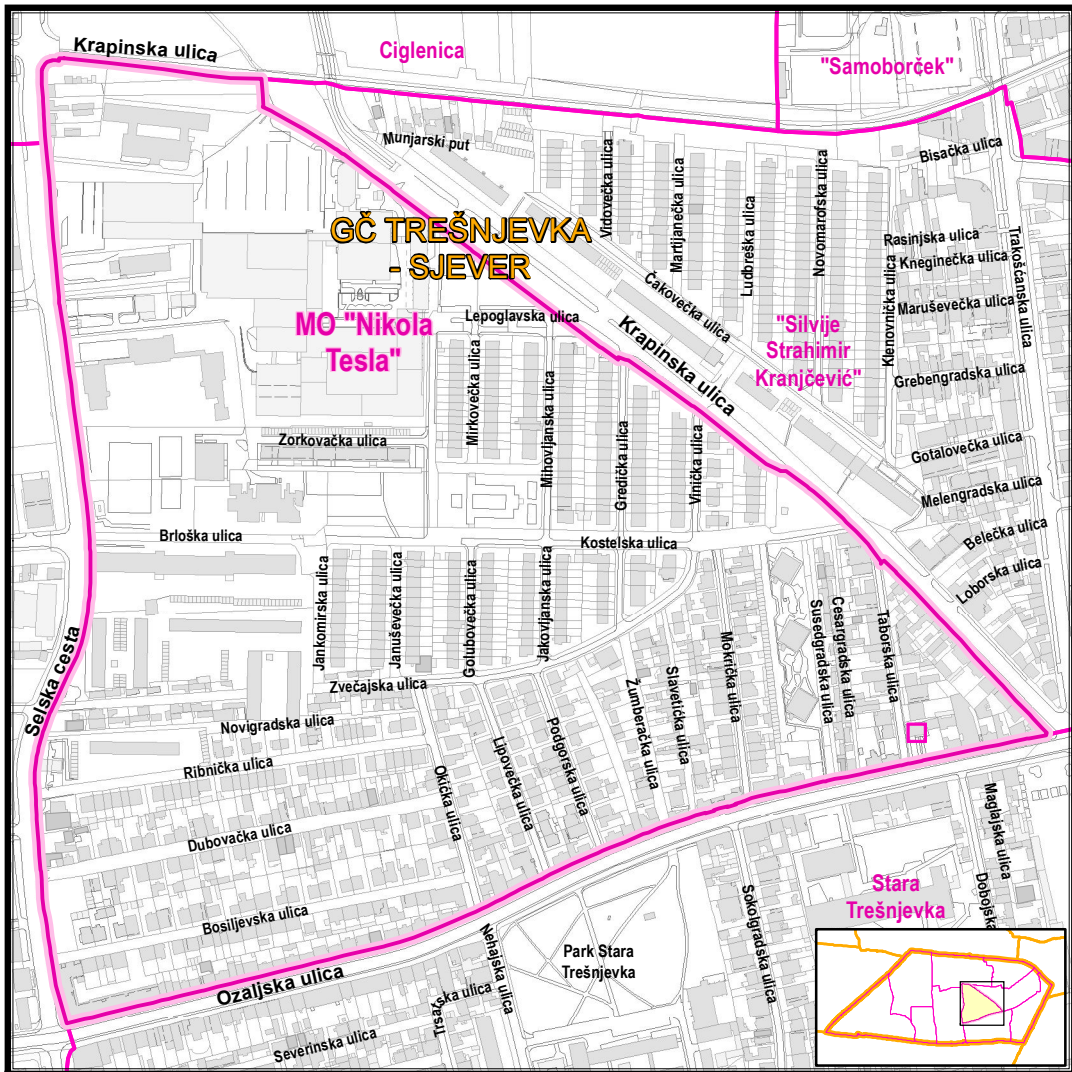 Krapinska ulica
Ciglenica
"Samoborček"
Munjarski put
Bisačka ulica
Vidovečka ulica
Martijanečka ulica
Ludbreška ulica
Novomarofska ulica
Trakošćanska ulica
GČ TREŠNJEVKA
- SJEVER
Rasinjska ulica
Kneginečka ulica
Čakovečka ulica
Klenovnička ulica
Maruševečka ulica
MO "Nikola
Tesla"
Lepoglavska ulica
Krapinska ulica
"Silvije
Strahimir
Kranjčević"
Grebengradska ulica
Mirkovečka ulica
Mihovljanska ulica
Gredička ulica
Vinička ulica
Zorkovačka ulica
Gotalovečka ulica
Melengradska ulica
Brloška ulica
Kostelska ulica
Belečka ulica
Loborska ulica
Jankomirska ulica
Januševečka ulica
Golubovečka ulica
Jakovljanska ulica
Selska cesta
Zvečajska ulica
Žumberačka ulica
Slavetička ulica
Mokrička ulica
Susedgradska ulica
Cesargradska ulica
Taborska ulica
Novigradska ulica
Ribnička ulica
Okićka ulica
Lipovečka ulica
Podgorska ulica
Dubovačka ulica
Maglajska ulica
Bosiljevska ulica
Stara
Trešnjevka
Dobojska
Sokolgradska ulica
Nehajska ulica
Park Stara
Trešnjevka
Ozaljska ulica
Trsatska ulica
Severinska ulica